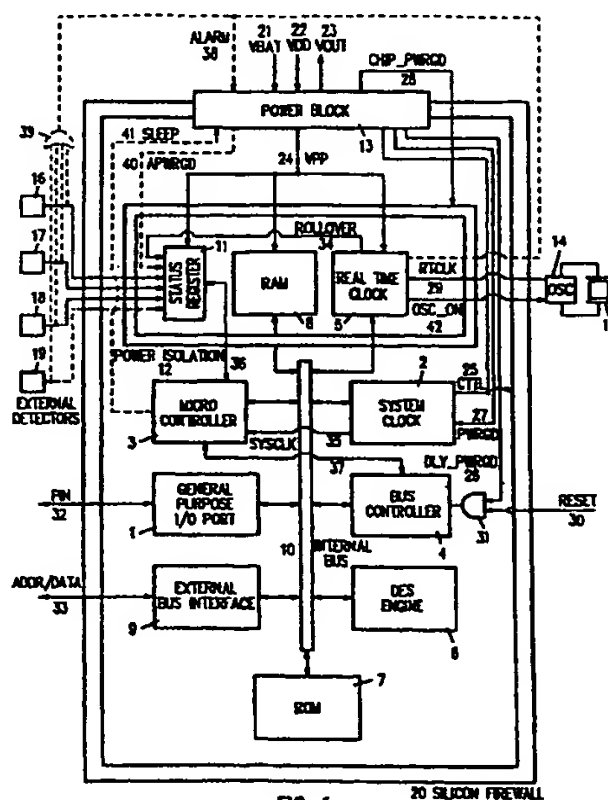 ALARM
38
21
VBAT
22
VDD
23
VOUT
CHIP_PWRGD
28
POWER BLOCK
13
39
41 SLEEP
40 APWRGD
24 VPP
16
17
18
19
EXTERNAL
DETECTORS
ROLLOVER
34
11
STATUS
REGISTER
RAM
8
REAL TIME
CLOCK
5
RTCLK
29
OSC_ON
42
14
OSC
POWER ISOLATION
12
36
MICRO
CONTROLLER
3
2
SYSTEM
CLOCK
25
CTR
27
PWRGD
SYSCLK
35
37
DLY_PWRGD
PIN
32
GENERAL
PURPOSE
I/O PORT
1
BUS
CONTROLLER
4
31
RESET
30
10
INTERNAL
BUS
ADDR/DATA
33
EXTERNAL
BUS INTERFACE
9
DES
ENGINE
6
ROM
7
20 SILICON FIREWALL